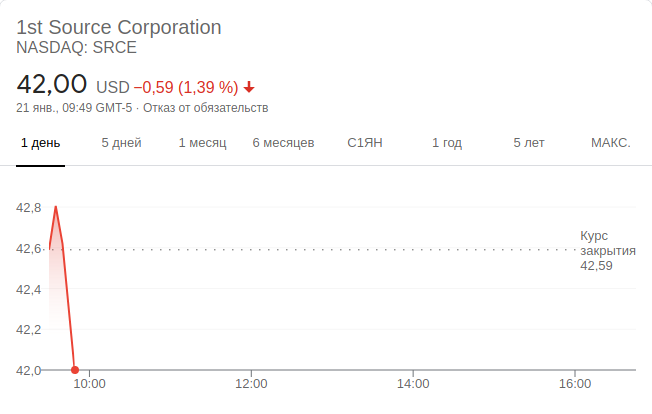 1st Source Corporation
NASDAQ: SRCE
42,00 USD −0,59 (1,39 %)
21 янв., 09:49 GMT-5 · Отказ от обязательств
1 день 5 дней 1 месяц 6 месяцев С1ЯН 1 год 5 лет МАКС.
42,8
42,6
42,4
42,2
42,0
Курс
закрытия
42,59
10:00 12:00 14:00 16:00